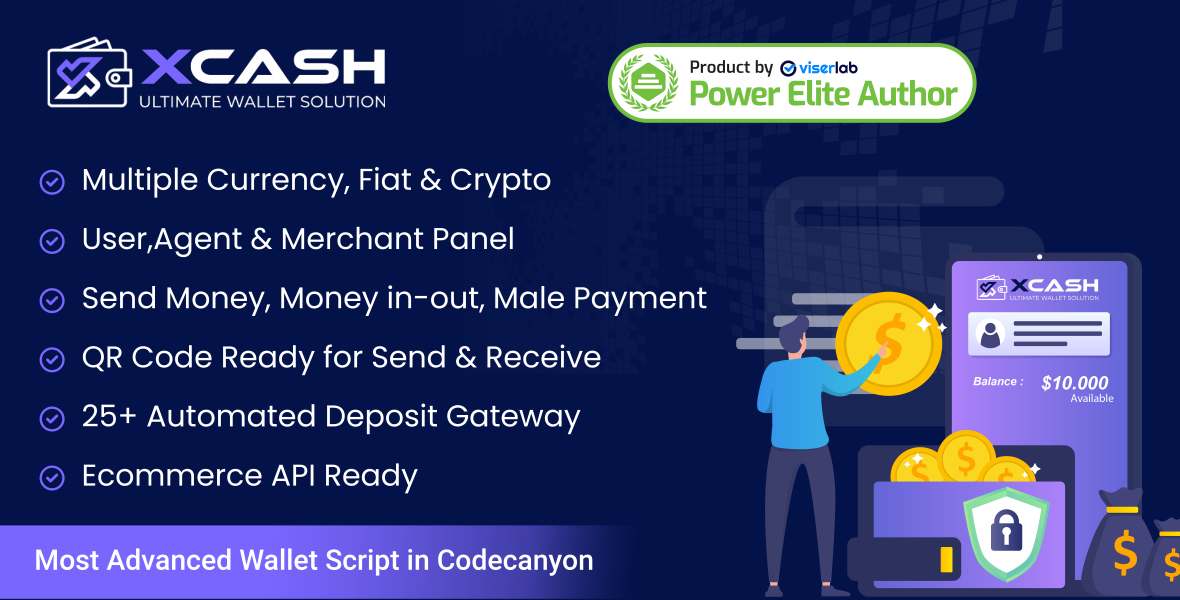 XCASH
ULTIMATE WALLET SOLUTION
Product by viserlab
Power Elite Author
Multiple Currency, Fiat & Crypto
User,Agent & Merchant Panel
Send Money, Money in-out, Male Payment
QR Code Ready for Send & Receive
25+ Automated Deposit Gateway
Ecommerce API Ready
Most Advanced Wallet Script in Codecanyon
XCASH
ULTIMATE WALLET SOLUTION
Balance : $10.000
Available